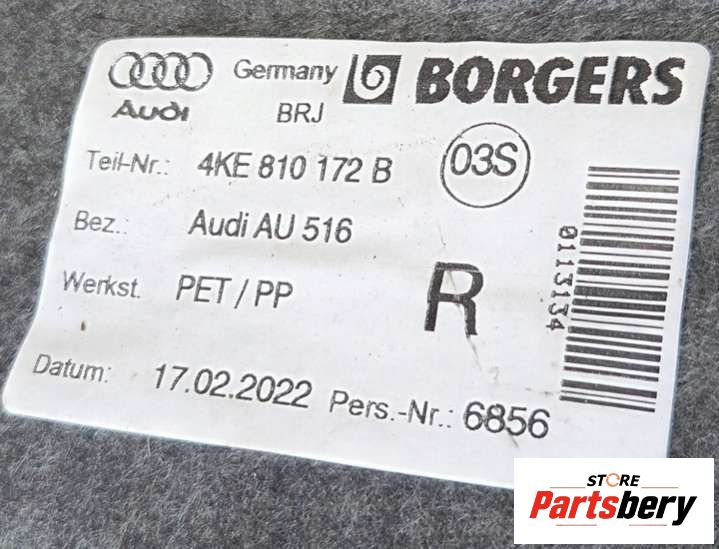 Germany BORGERS
Audi BRJ
Teil-Nr.: 4KE 810 172 B 03S
Bez.: Audi AU 516
Werkst. PET / PP R
0113134
Datum: 17.02.2022 Pers.-Nr.: 6856
STORE
Partsbery